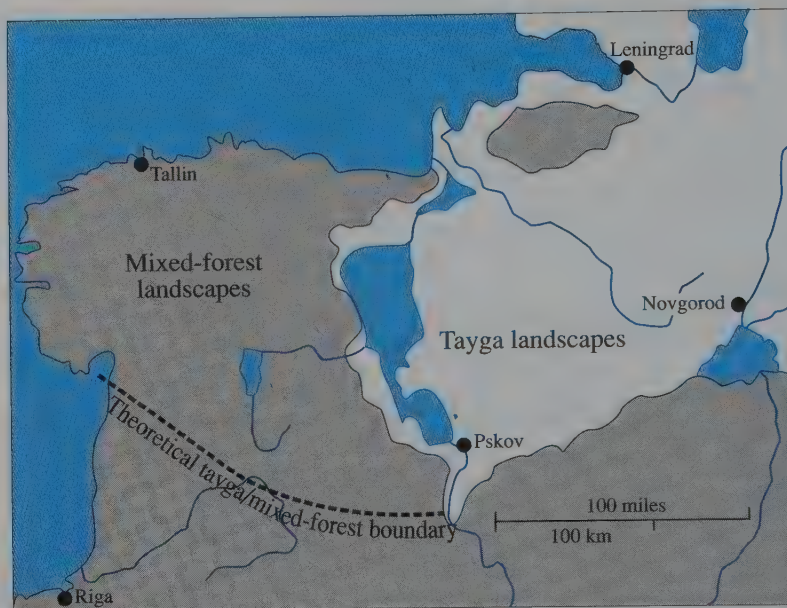 Leningrad
Tallin
Mixed-forest
landscapes
Novgorod
Tayga landscapes
Theoretical tayga/mixed-forest boundary
Pskov
100 miles
100 km
Riga